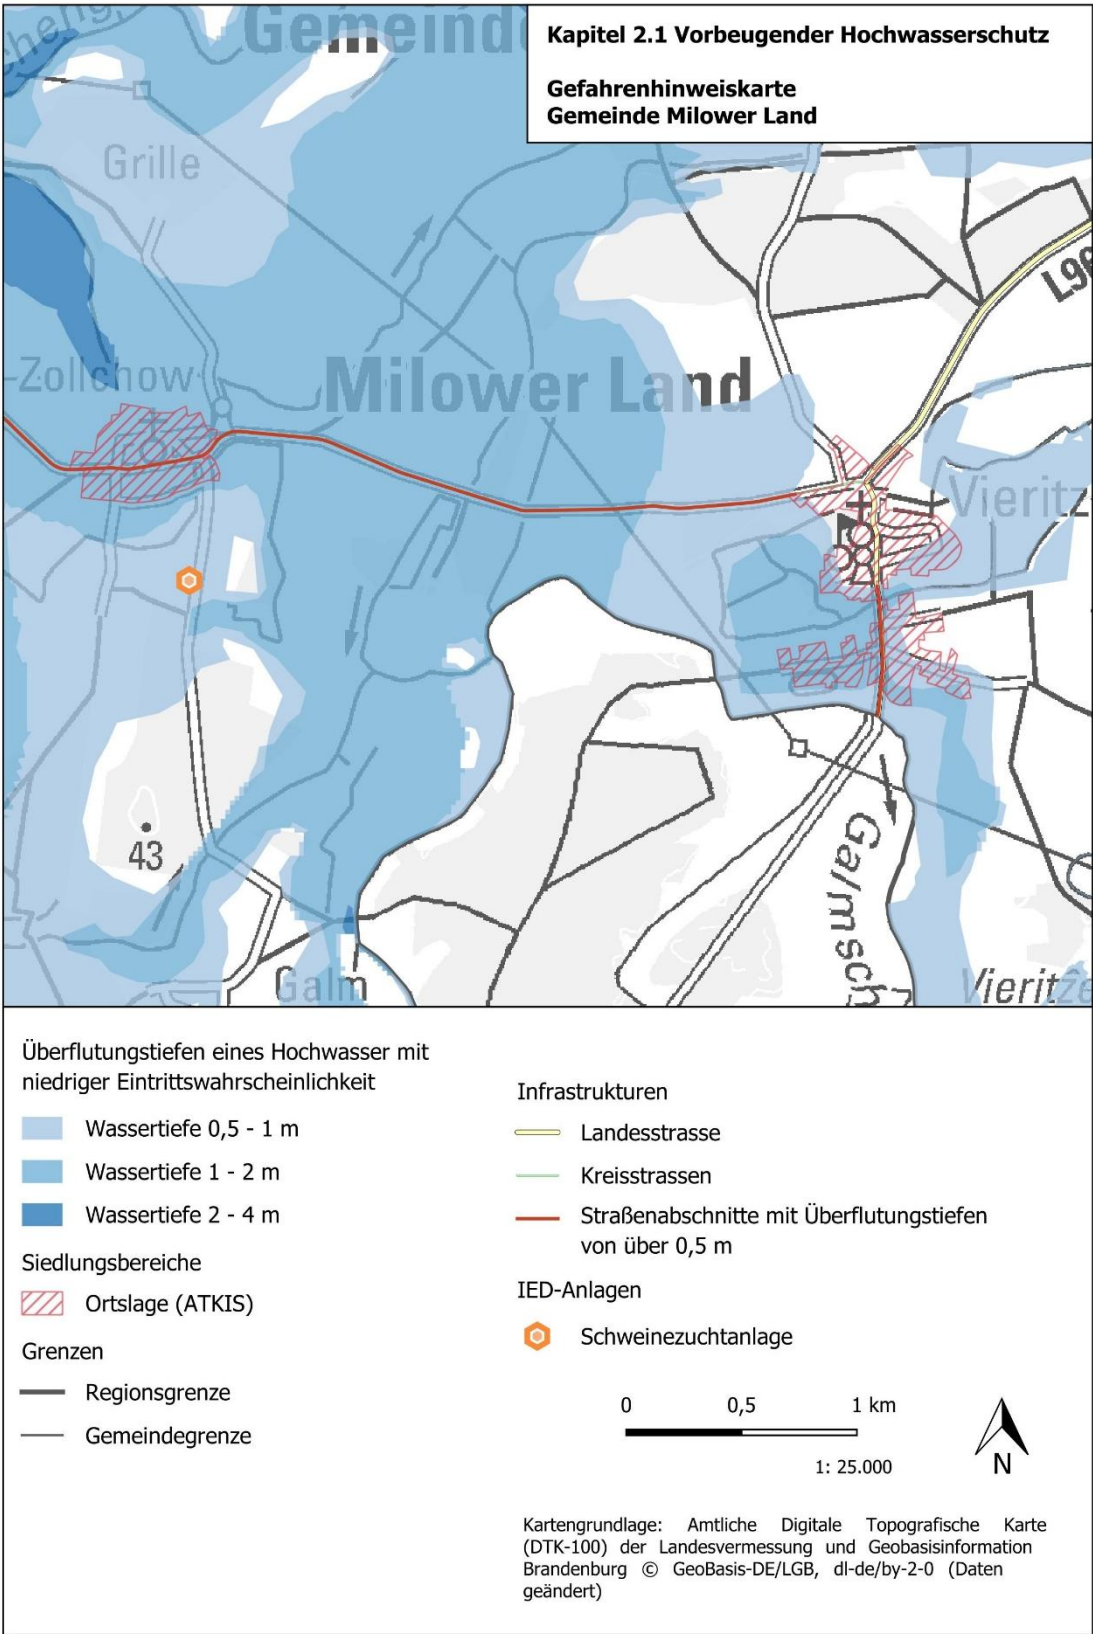 Kapitel 2.1 Vorbeugender Hochwasserschutz
Gefahrenhinweiskarte
Gemeinde Milower Land
Grille
L96
-Zollchow
Milower Land
43
Galm
Überflutungstiefen eines Hochwasser mit
niedriger Eintrittswahrscheinlichkeit
Wassertiefe 0,5 - 1 m
Wassertiefe 1 - 2 m
Wassertiefe 2 - 4 m
Siedlungsbereiche
Ortslage (ATKIS)
Grenzen
Regionsgrenze
Gemeindegrenze
Infrastrukturen
Landesstrasse
Kreisstrassen
Straßenabschnitte mit Überflutungstiefen
von über 0,5 m
IED-Anlagen
Schweinezuchtanlage
0 0,5 1 km
1: 25.000
N
Kartengrundlage: Amtliche Digitale Topografische Karte
(DTK-100) der Landesvermessung und Geobasisinformation
Brandenburg © GeoBasis-DE/LGB, dl-de/by-2-0 (Daten
geändert)